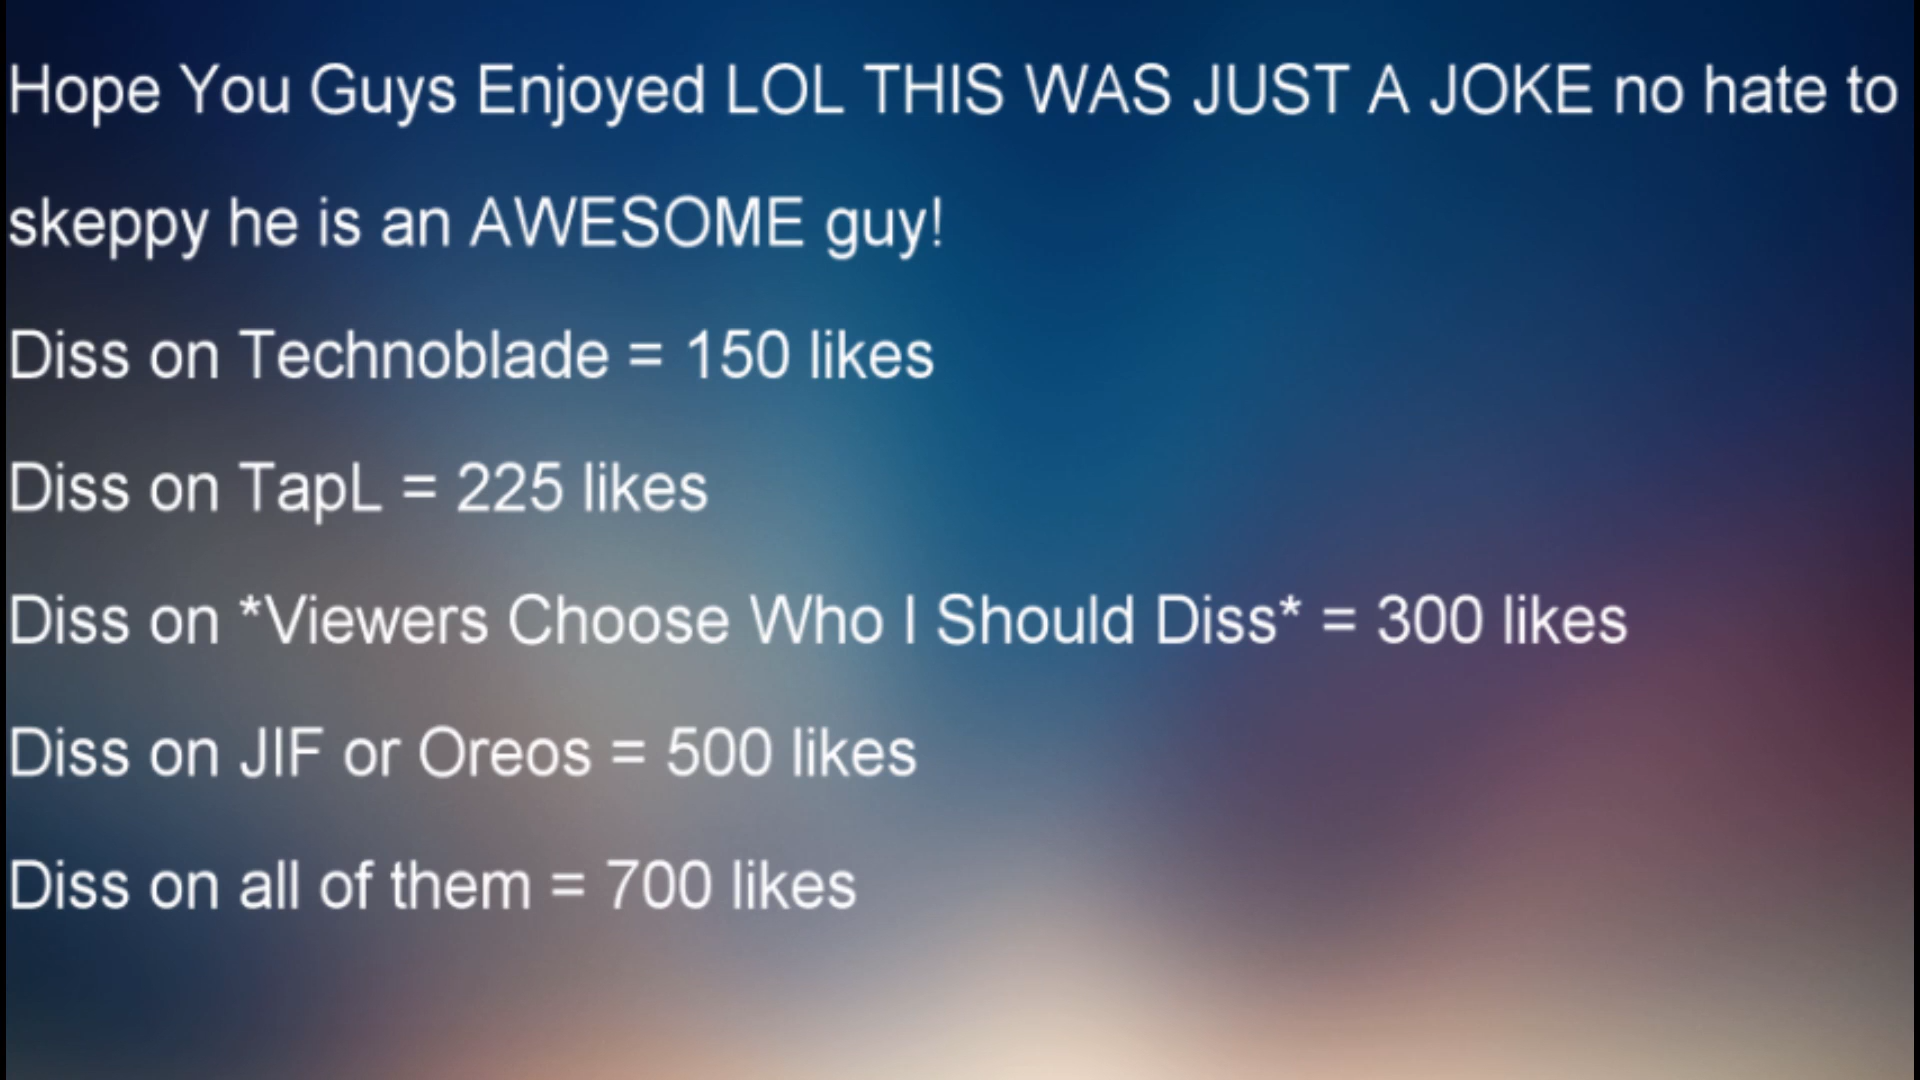 Hope You Guys Enjoyed LOL THIS WAS JUST A JOKE no hate to
skeppy he is an AWESOME guy!
Diss on Technoblade = 150 likes
Diss on TapL = 225 likes
Diss on *Viewers Choose Who I Should Diss* = 300 likes
Diss on JIF or Oreos = 500 likes
Diss on all of them = 700 likes